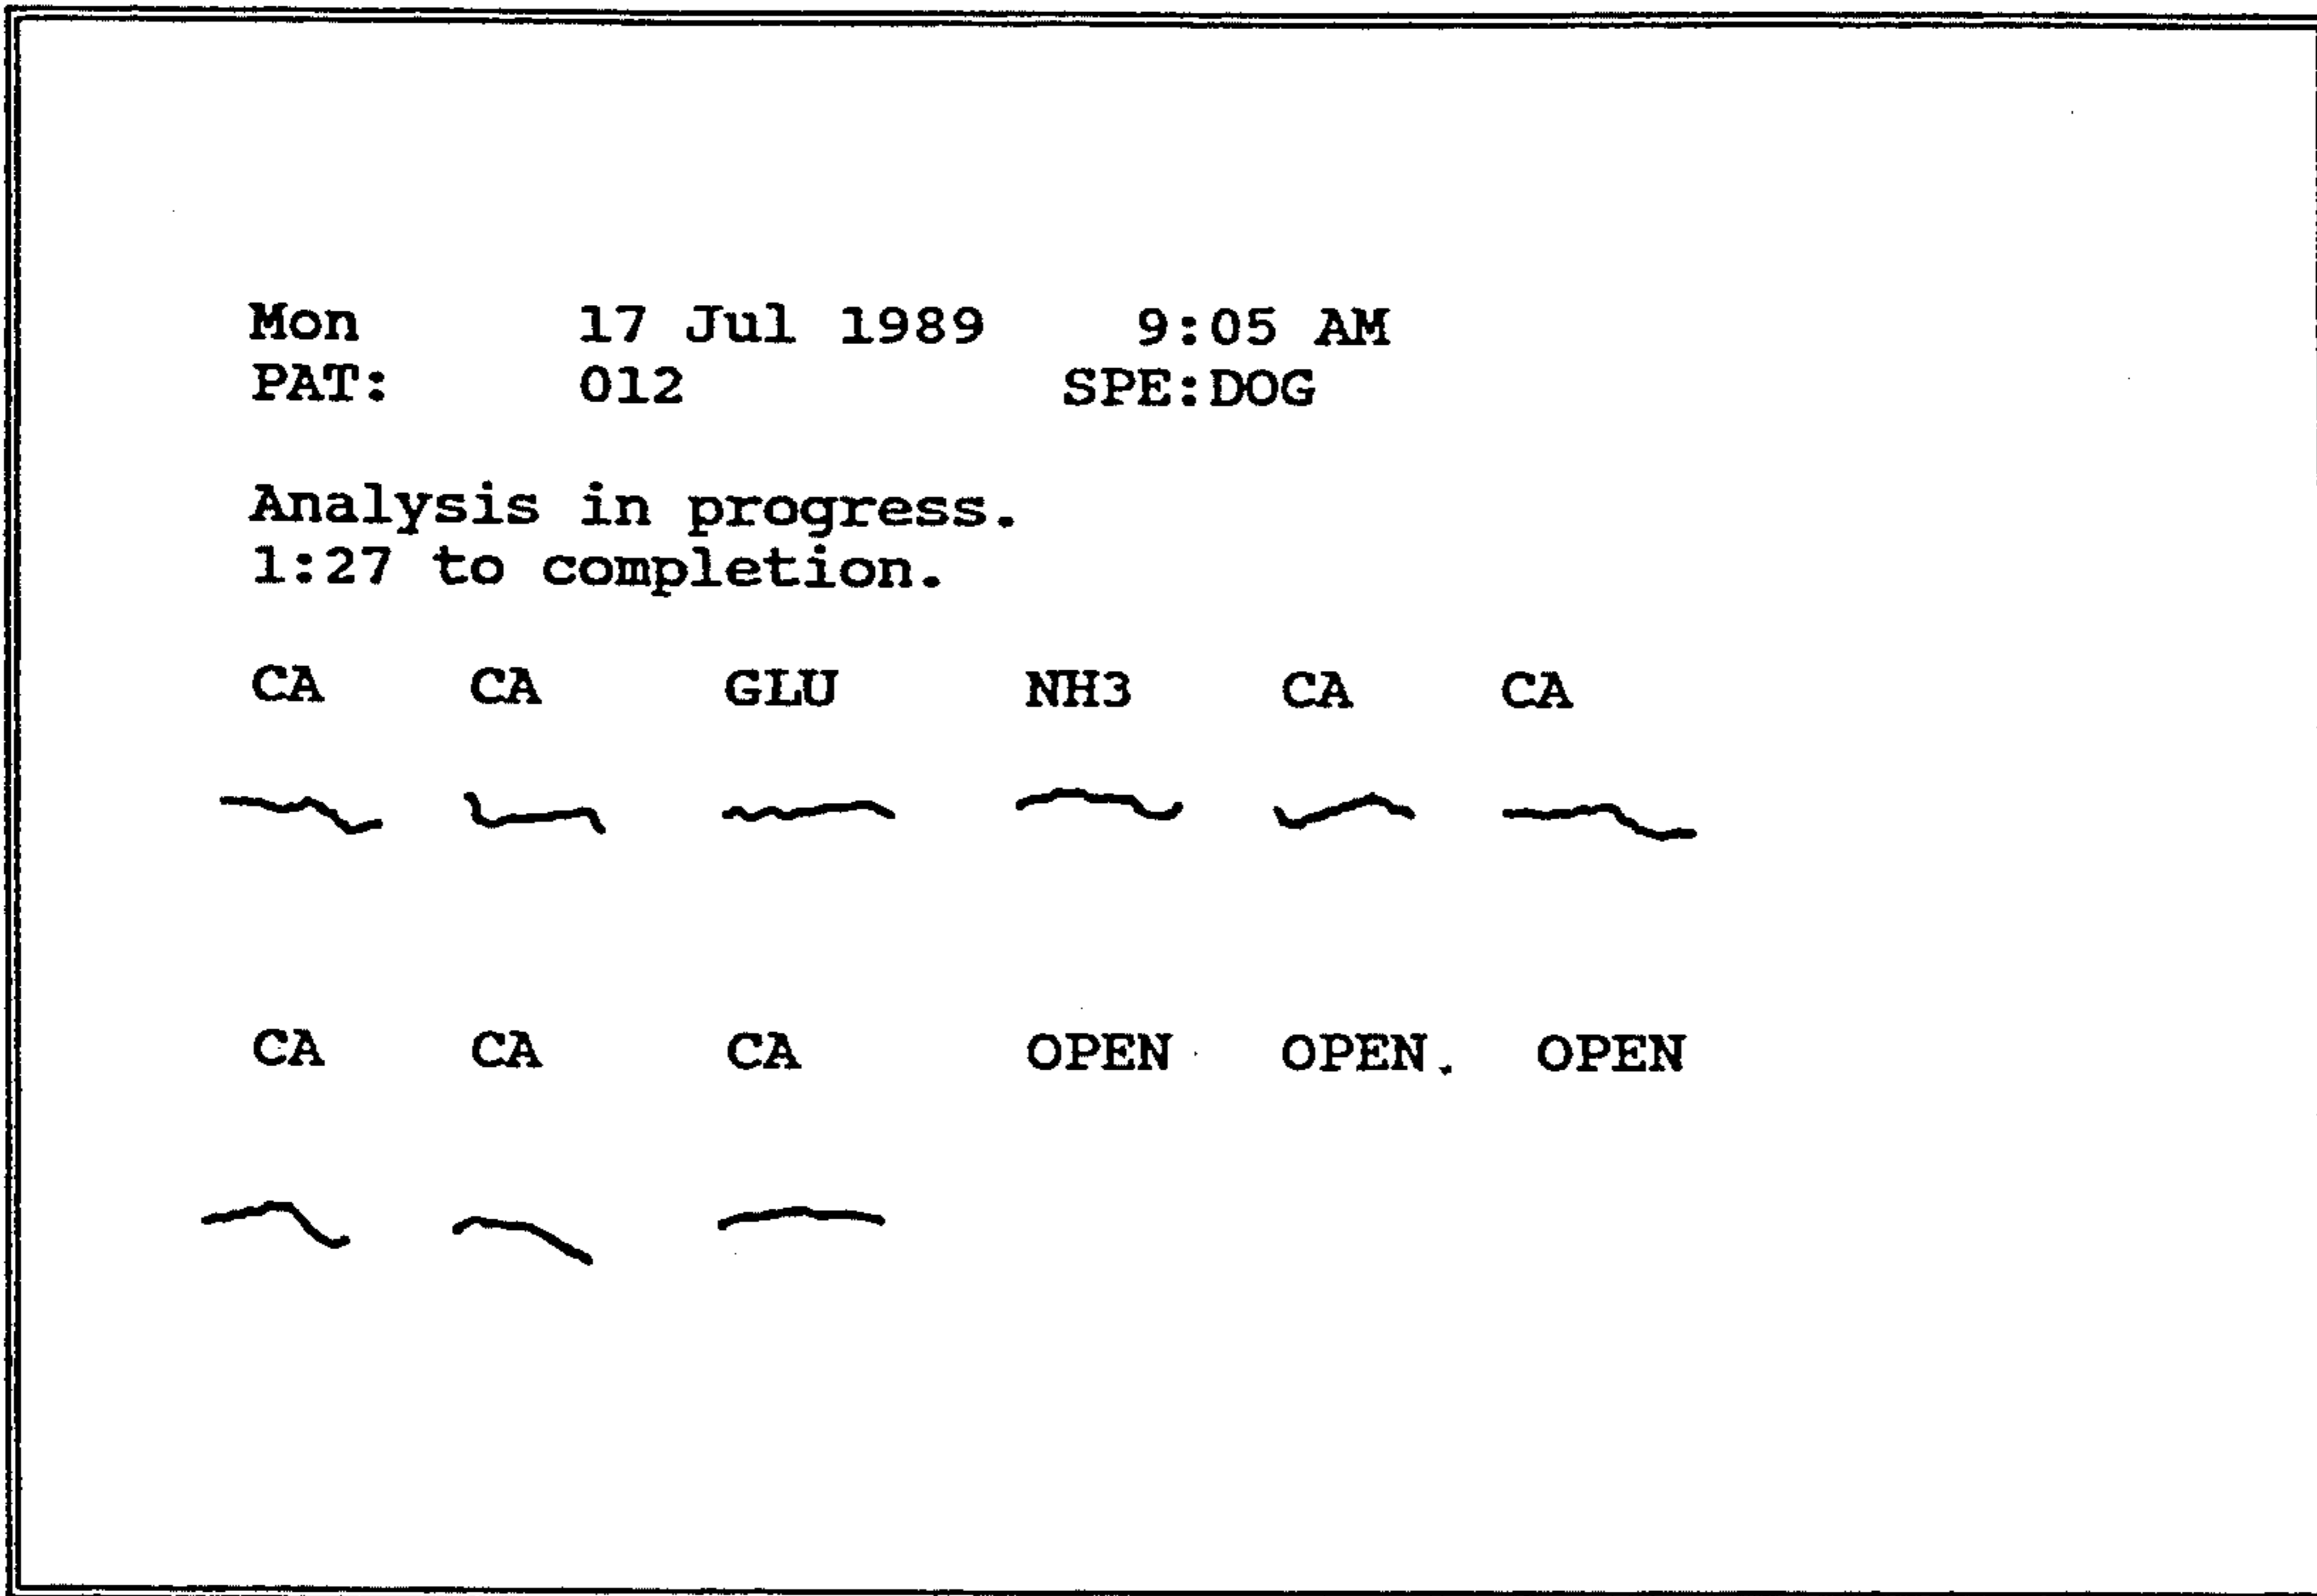 Mon 17 Jul 1989 9:05 AM
PAT: 012 SPE:DOG
Analysis in progress.
1:27 to completion.
CA CA GLU NH3 CA CA
CA CA CA OPEN OPEN. OPEN